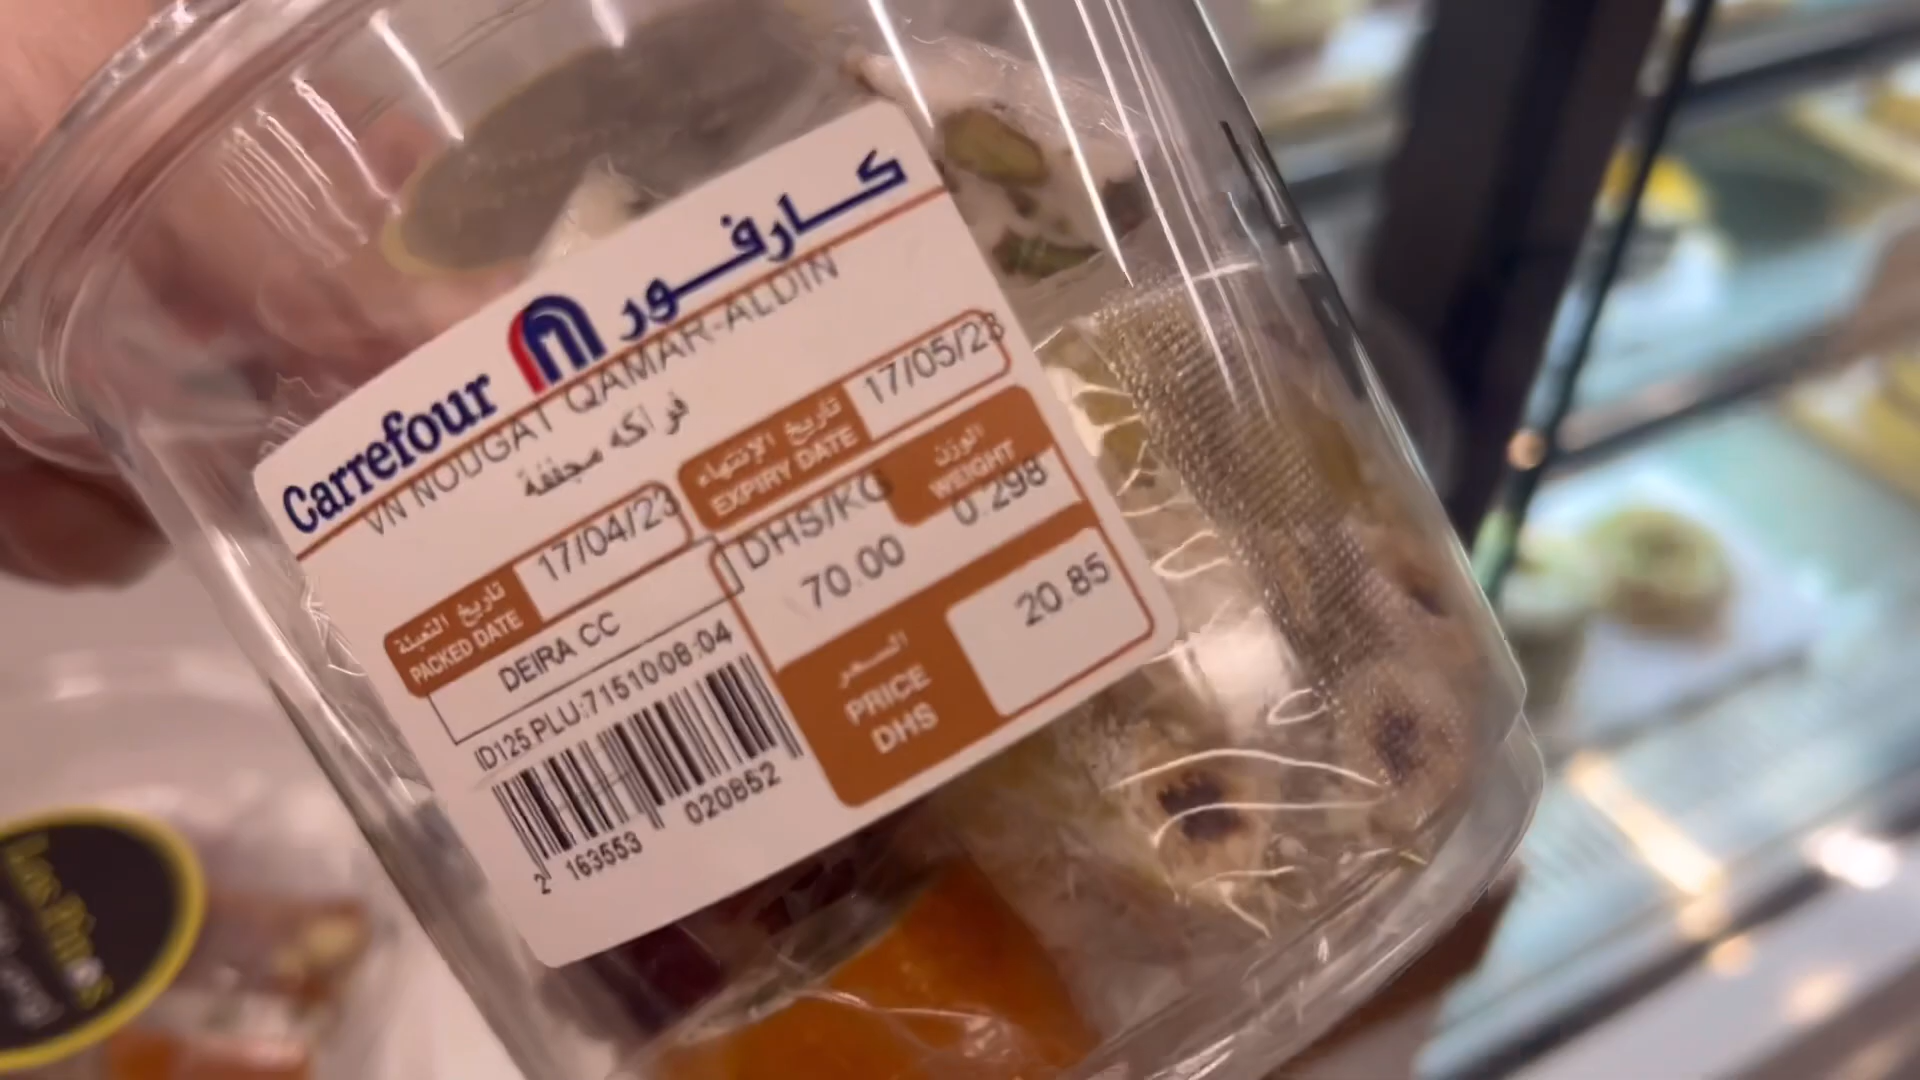 كارفور
Carrefour
VN NOUGAT QAMAR-ALDIN
فواكه مجففة
تاريخ التعبئة
PACKED DATE
17/04/23
تاريخ الإنتهاء
EXPIRY DATE
17/05/23
DEIRA CC
DHS/KG
70.00
الوزن
WEIGHT
0.298
ID125 PLU:71510 08:04
السعر
PRICE
DHS
20.85
2 163553 020852